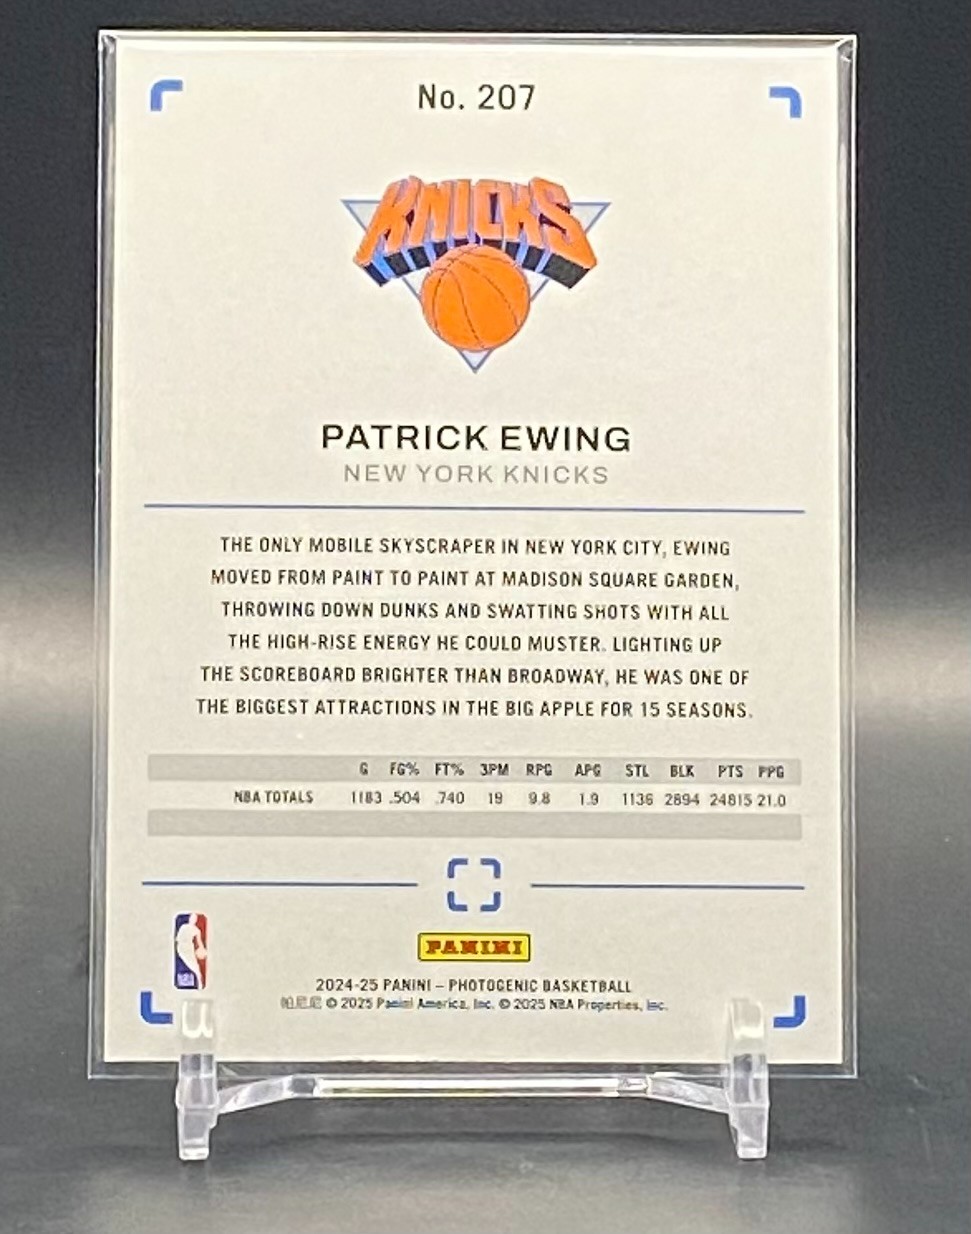 No. 207
KNICKS
PATRICK EWING
NEW YORK KNICKS
THE ONLY MOBILE SKYSCRAPER IN NEW YORK CITY, EWING
MOVED FROM PAINT TO PAINT AT MADISON SQUARE GARDEN,
THROWING DOWN DUNKS AND SWATTING SHOTS WITH ALL
THE HIGH-RISE ENERGY HE COULD MUSTER. LIGHTING UP
THE SCOREBOARD BRIGHTER THAN BROADWAY, HE WAS ONE OF
THE BIGGEST ATTRACTIONS IN THE BIG APPLE FOR 15 SEASONS.
G FG% FT% 3PM RPG APG STL BLK PTS PPG
NBA TOTALS 1183 .504 .740 19 9.8 1.9 1136 2894 24815 21.0
NBA
PANINI
2024-25 PANINI – PHOTOGENIC BASKETBALL
帕尼尼 © 2025 Panini America, Inc. © 2025 NBA Properties, Inc.